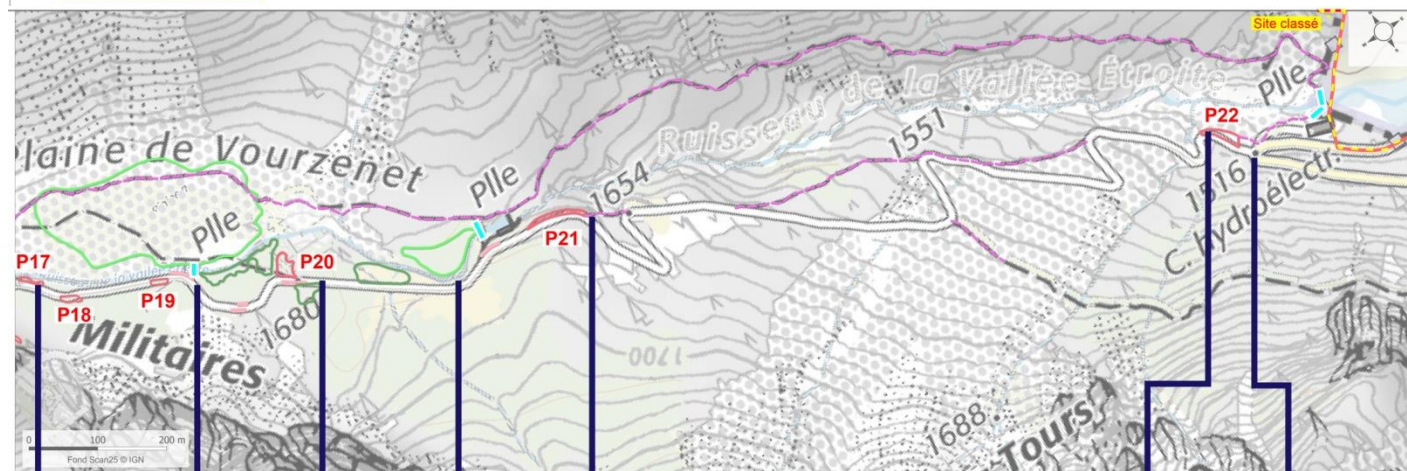 Site classé
Plle
P22
Ruisseau de la Vallée Étroite
1551
Plaine de Vourzenet
Plle
1654
1516
C. hydroélectr.
P21
Plle
P17
P20
P19
P18
1680
Militaires
1700
1688
Tours
0 100 200 m
Fond Scan25 © IGN